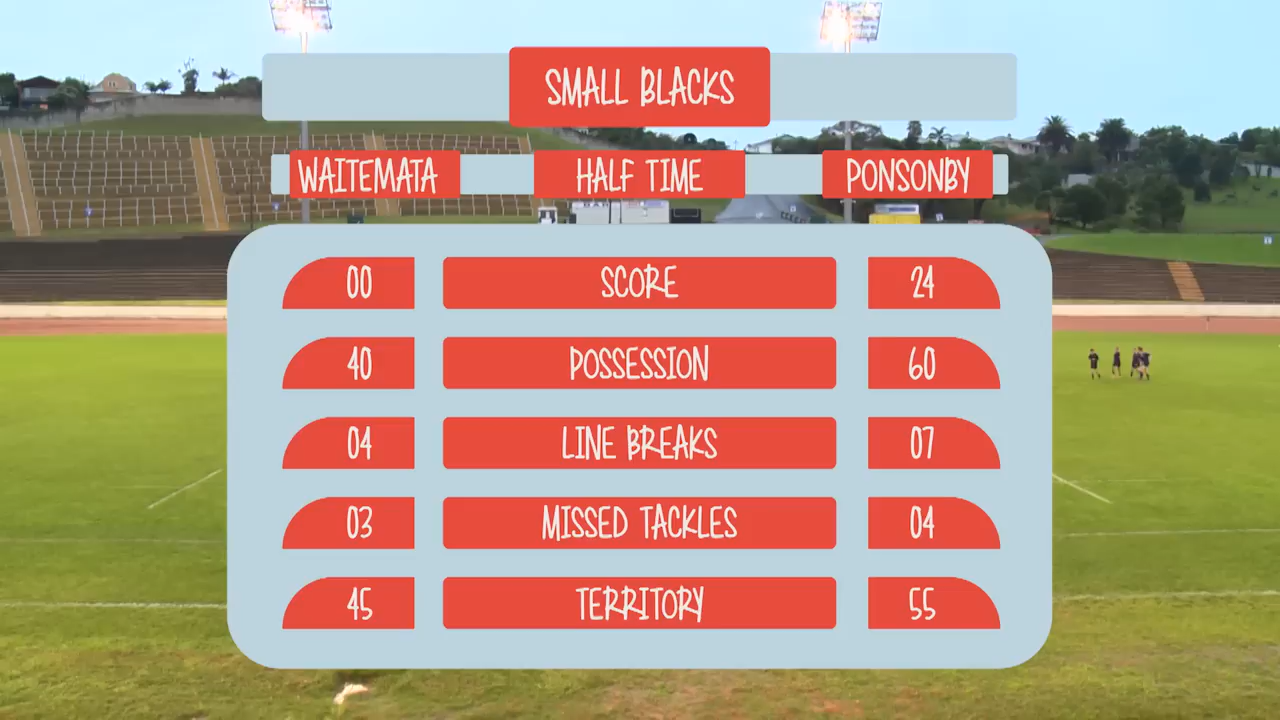 SMALL BLACKS
WAITEMATA HALF TIME PONSONBY
00 SCORE 24
40 POSSESSION 60
04 LINE BREAKS 07
03 MISSED TACKLES 04
45 TERRITORY 55